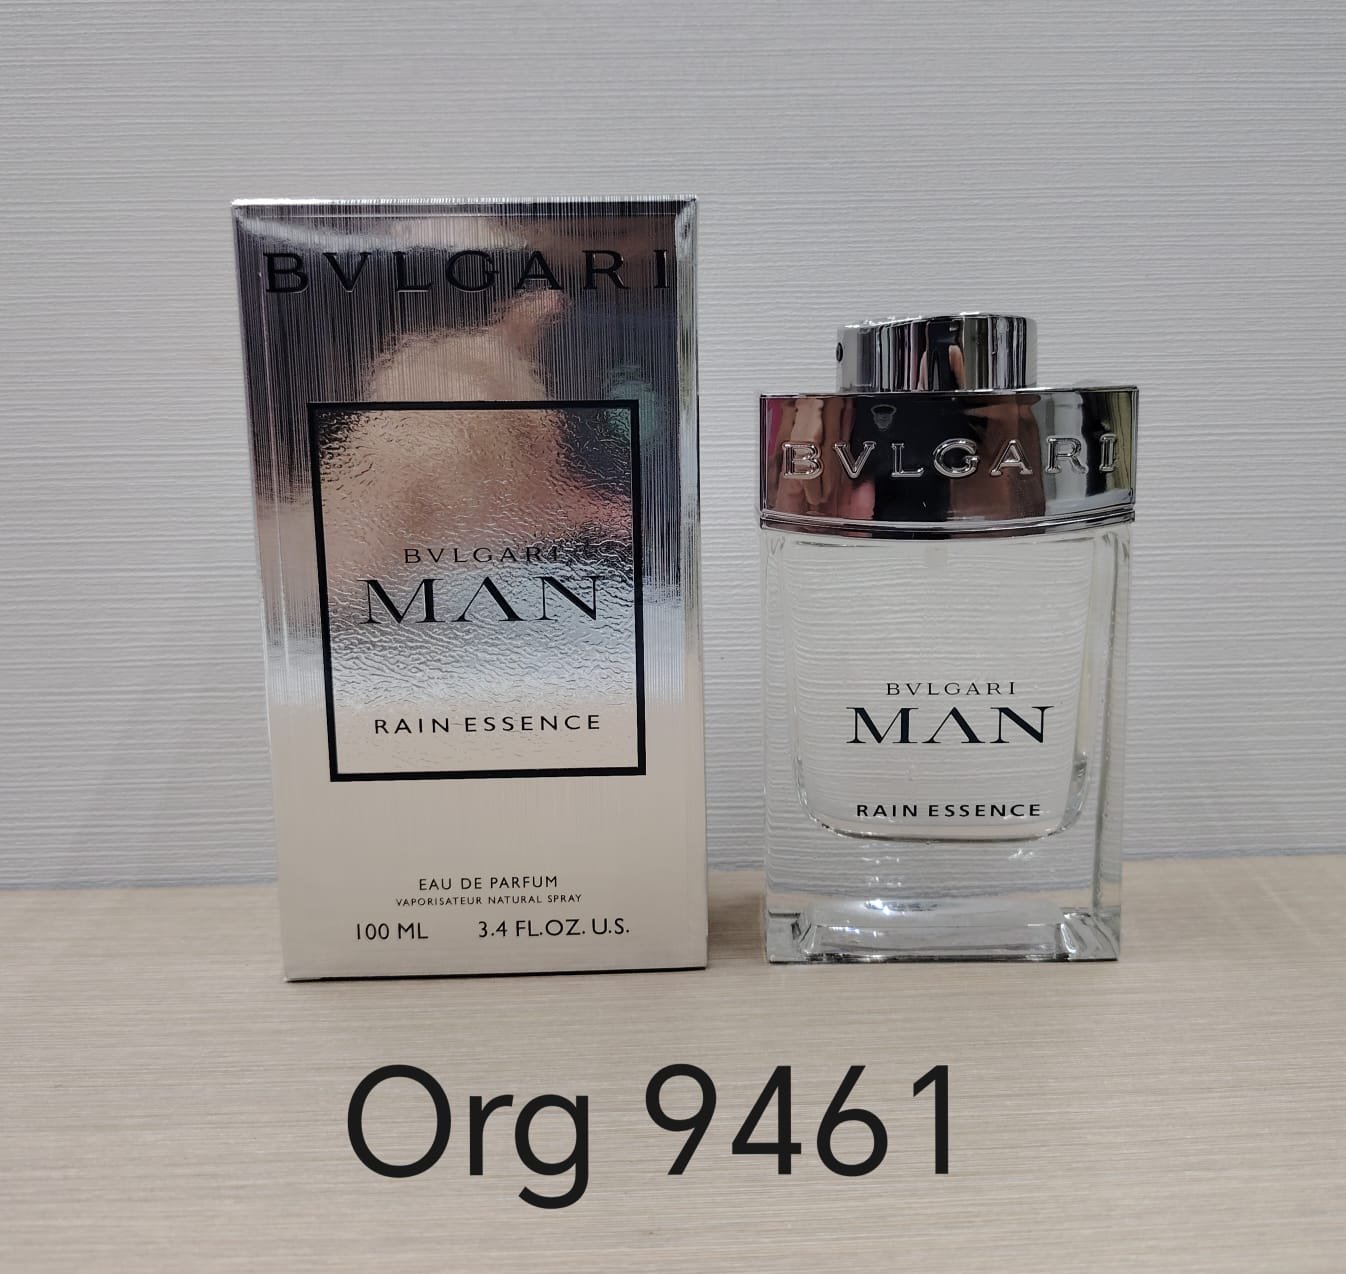 BVLGARI
BVLGARI
MAN
RAIN ESSENCE
EAU DE PARFUM
VAPORISATEUR NATURAL SPRAY
100 ML 3.4 FL.OZ. U.S.
BVLGARI
BVLGARI
MAN
RAIN ESSENCE
Org 9461